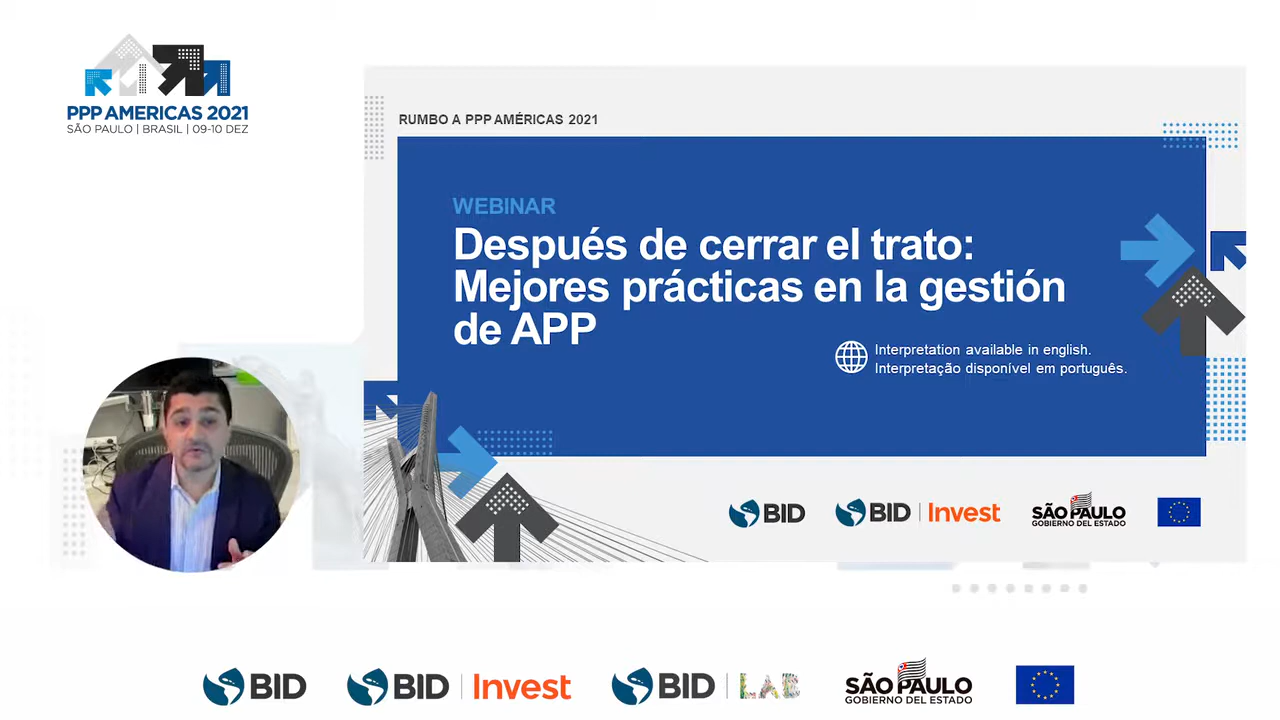 PPP AMERICAS 2021
SÃO PAULO | BRASIL | 09-10 DEZ
RUMBO A PPP AMÉRICAS 2021
WEBINAR
Después de cerrar el trato:
Mejores prácticas en la gestión
de APP
Interpretation available in english.
Interpretação disponível em português.
BID
BID | Invest
SÃO PAULO
GOBIERNO DEL ESTADO
BID
BID | Invest
BID | LAB
SÃO PAULO
GOBIERNO DEL ESTADO